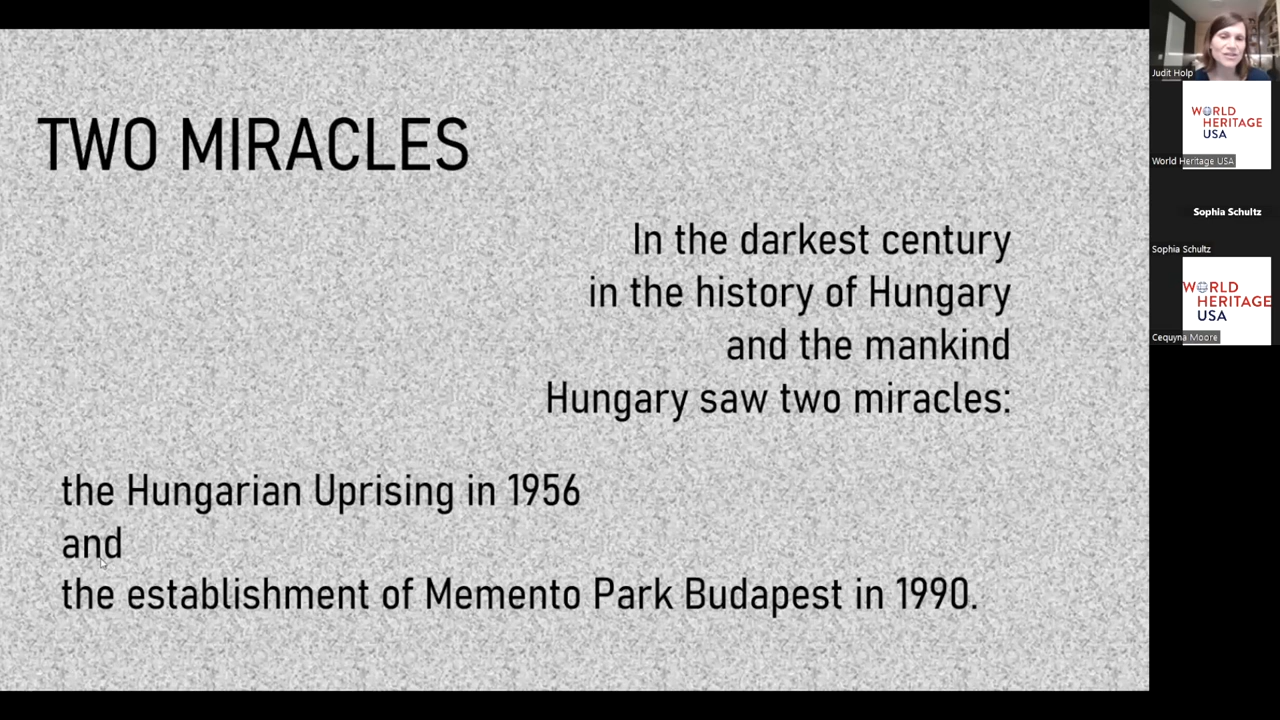 TWO MIRACLES
In the darkest century
in the history of Hungary
and the mankind
Hungary saw two miracles:
the Hungarian Uprising in 1956
and
the establishment of Memento Park Budapest in 1990.
Judit Holp
WORLD
HERITAGE
USA
World Heritage USA
Sophia Schultz
Sophia Schultz
WORLD
HERITAGE
USA
Cequyna Moore